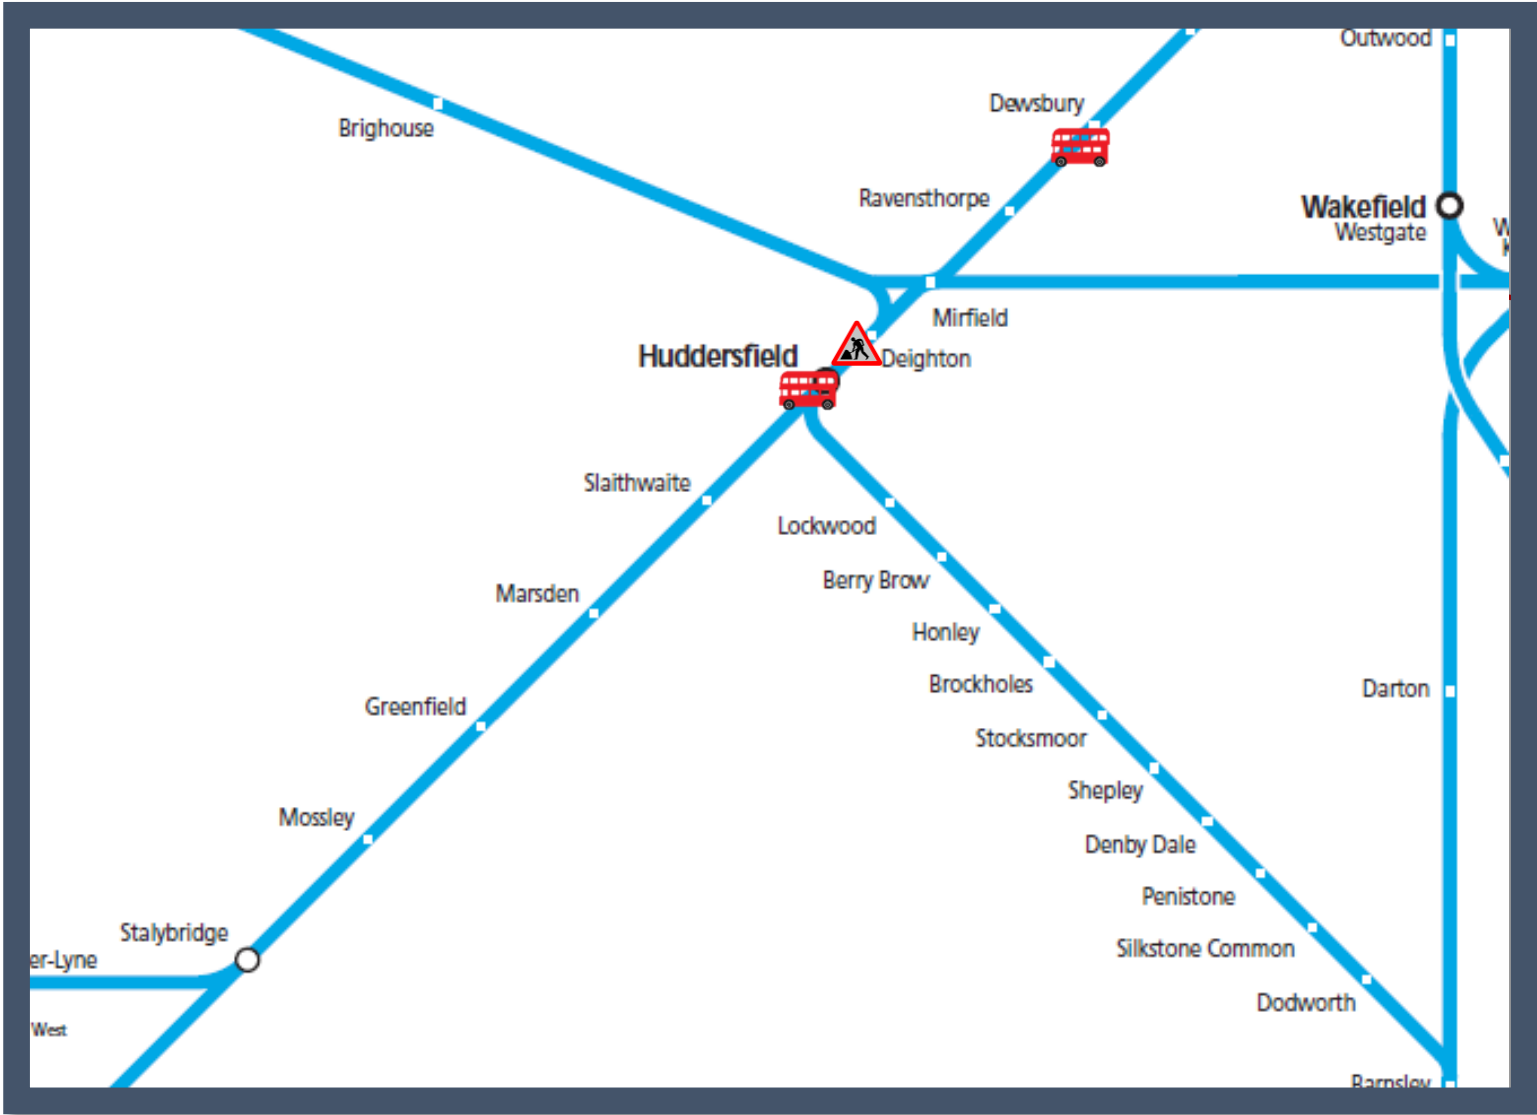 Outwood
Dewsbury
Brighouse
Ravensthorpe
Wakefield
Westgate
Mirfield
Huddersfield
Deighton
Slaithwaite
Lockwood
Berry Brow
Marsden
Honley
Brockholes
Darton
Greenfield
Stocksmoor
Shepley
Mossley
Denby Dale
Penistone
Stalybridge
Silkstone Common
er-Lyne
Dodworth
West
Barnsley